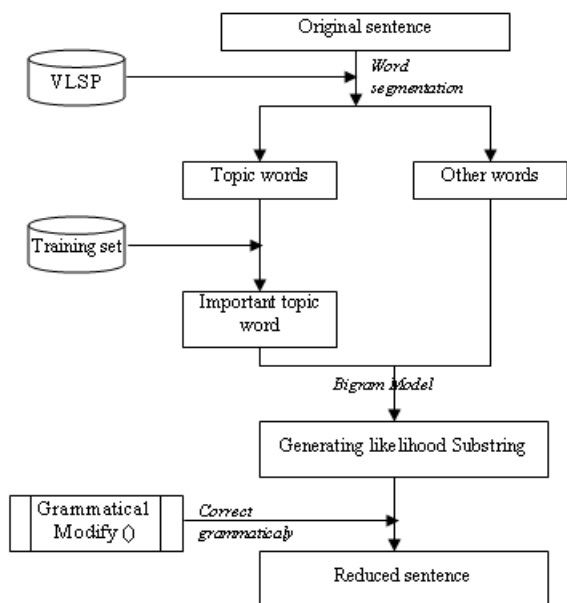 Original sentence
VLSP
Word
segmentation
Topic words
Other words
Training set
Important topic
word
Bigram Model
Generating likelihood Substring
Grammatical
Modify ()
Correct
grammaticaly
Reduced sentence